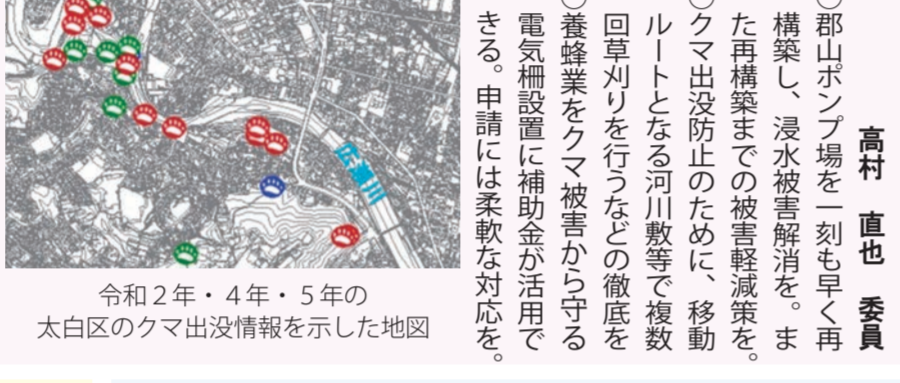 高村　直也　委員
○郡山ポンプ場を一刻も早く再
構築し、浸水被害解消を。ま
た再構築までの被害軽減策を。
○クマ出没防止のために、移動
ルートとなる河川敷等で複数
回草刈りを行うなどの徹底を
○養蜂業をクマ被害から守る
電気柵設置に補助金が活用で
きる。申請には柔軟な対応を。
広瀬川
令和２年・４年・５年の
太白区のクマ出没情報を示した地図